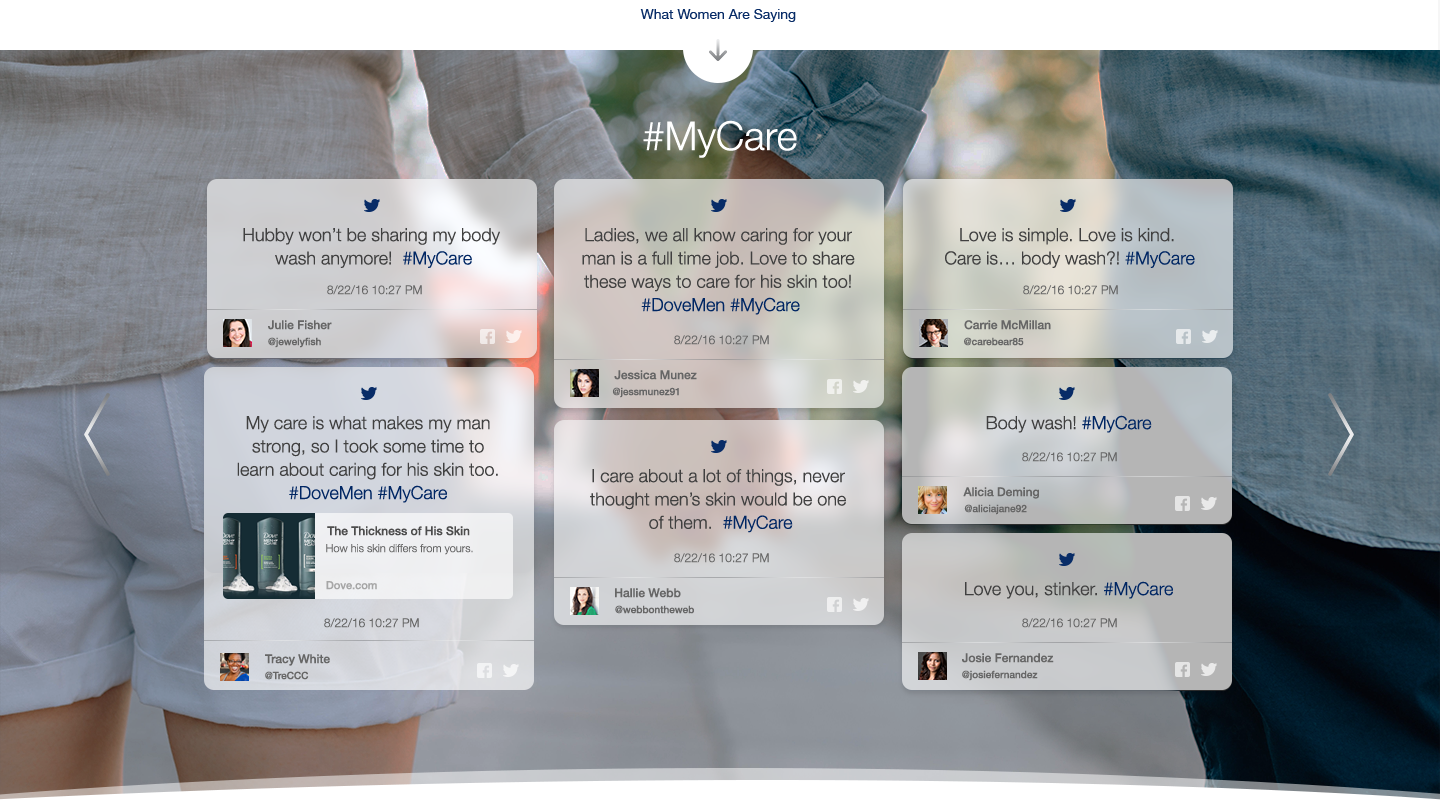 What Women Are Saying
#MyCare
Hubby won’t be sharing my body
wash anymore! #MyCare
8/22/16 10:27 PM
Julie Fisher
@jewelyfish
My care is what makes my man
strong, so I took some time to
learn about caring for his skin too.
#DoveMen #MyCare
The Thickness of His Skin
How his skin differs from yours.
Dove.com
8/22/16 10:27 PM
Tracy White
@TreCCC
Ladies, we all know caring for your
man is a full time job. Love to share
these ways to care for his skin too!
#DoveMen #MyCare
8/22/16 10:27 PM
Jessica Munez
@jessmunez91
I care about a lot of things, never
thought men’s skin would be one
of them. #MyCare
8/22/16 10:27 PM
Hallie Webb
@webbontheweb
Love is simple. Love is kind.
Care is… body wash?! #MyCare
8/22/16 10:27 PM
Carrie McMillan
@carebear85
Body wash! #MyCare
8/22/16 10:27 PM
Alicia Deming
@aliciajane92
Love you, stinker. #MyCare
8/22/16 10:27 PM
Josie Fernandez
@josiefernandez